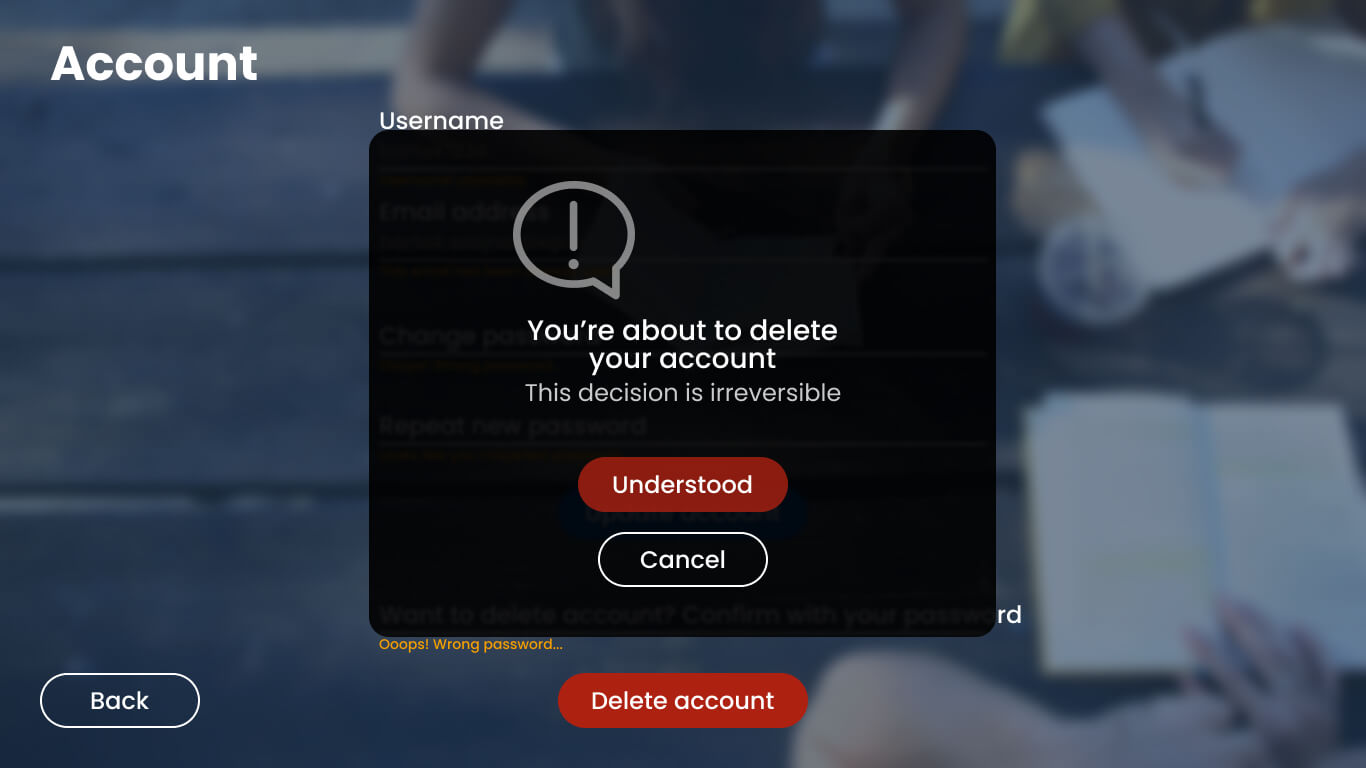 Account
Username
Email address
Change pas
You’re about to delete
your account
This decision is irreversible
Repeat new password
Understood
Update account
Cancel
Want to delete account? Confirm with your password
Ooops! Wrong password...
Back
Delete account